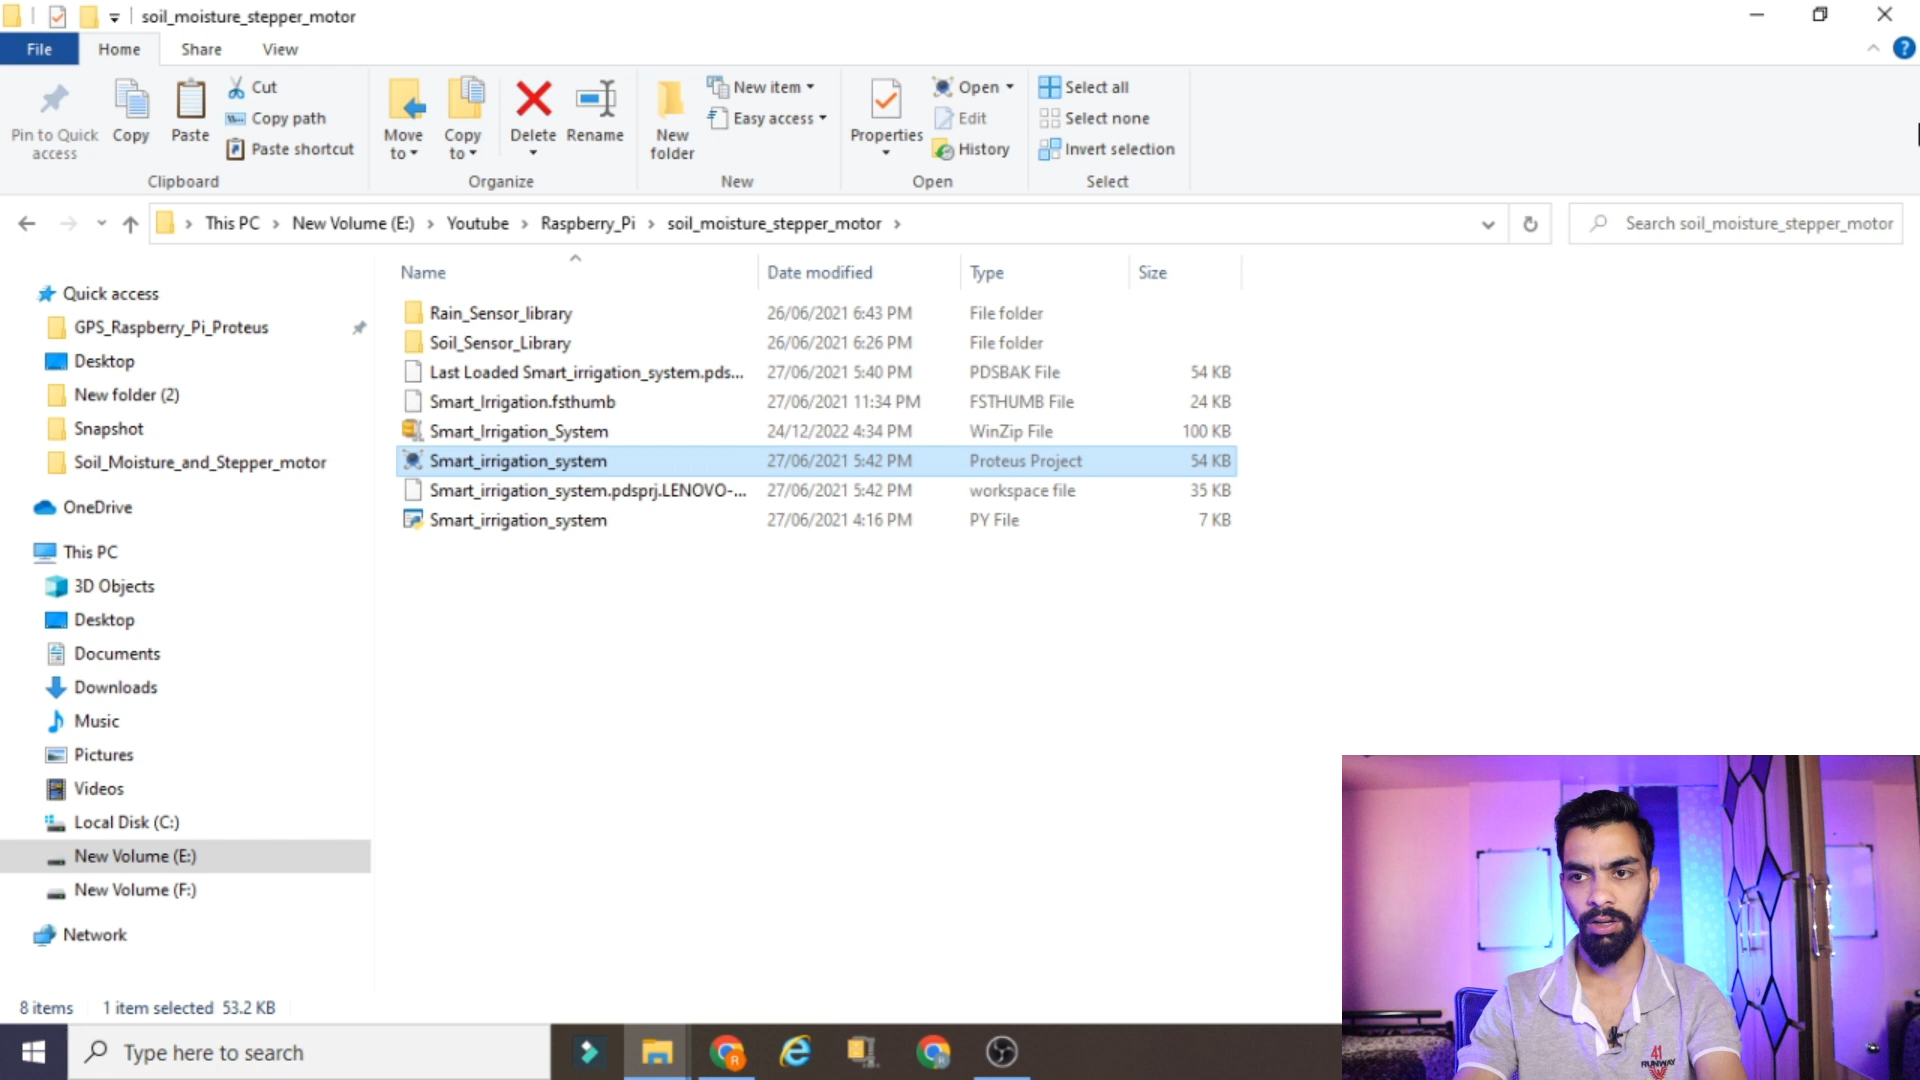 soil_moisture_stepper_motor
File Home Share View
Pin to Quick access
Copy
Paste
Cut
Copy path
Paste shortcut
Clipboard
Move to
Copy to
Delete
Rename
Organize
New folder
New item
Easy access
New
Properties
Open
Edit
History
Open
Select all
Select none
Invert selection
Select
This PC > New Volume (E:) > Youtube > Raspberry_Pi > soil_moisture_stepper_motor >
Search soil_moisture_stepper_motor
Quick access
GPS_Raspberry_Pi_Proteus
Desktop
New folder (2)
Snapshot
Soil_Moisture_and_Stepper_motor
OneDrive
This PC
3D Objects
Desktop
Documents
Downloads
Music
Pictures
Videos
Local Disk (C:)
New Volume (E:)
New Volume (F:)
Network
Name Date modified Type Size
Rain_Sensor_library 26/06/2021 6:43 PM File folder
Soil_Sensor_Library 26/06/2021 6:26 PM File folder
Last Loaded Smart_irrigation_system.pds... 27/06/2021 5:40 PM PDSBAK File 54 KB
Smart_Irrigation.fsthumb 27/06/2021 11:34 PM FSTHUMB File 24 KB
Smart_Irrigation_System 24/12/2022 4:34 PM WinZip File 100 KB
Smart_irrigation_system 27/06/2021 5:42 PM Proteus Project 54 KB
Smart_irrigation_system.pdsprj.LENOVO-... 27/06/2021 5:42 PM workspace file 35 KB
Smart_irrigation_system 27/06/2021 4:16 PM PY File 7 KB
8 items 1 item selected 53.2 KB
Type here to search
41
RUNWAY